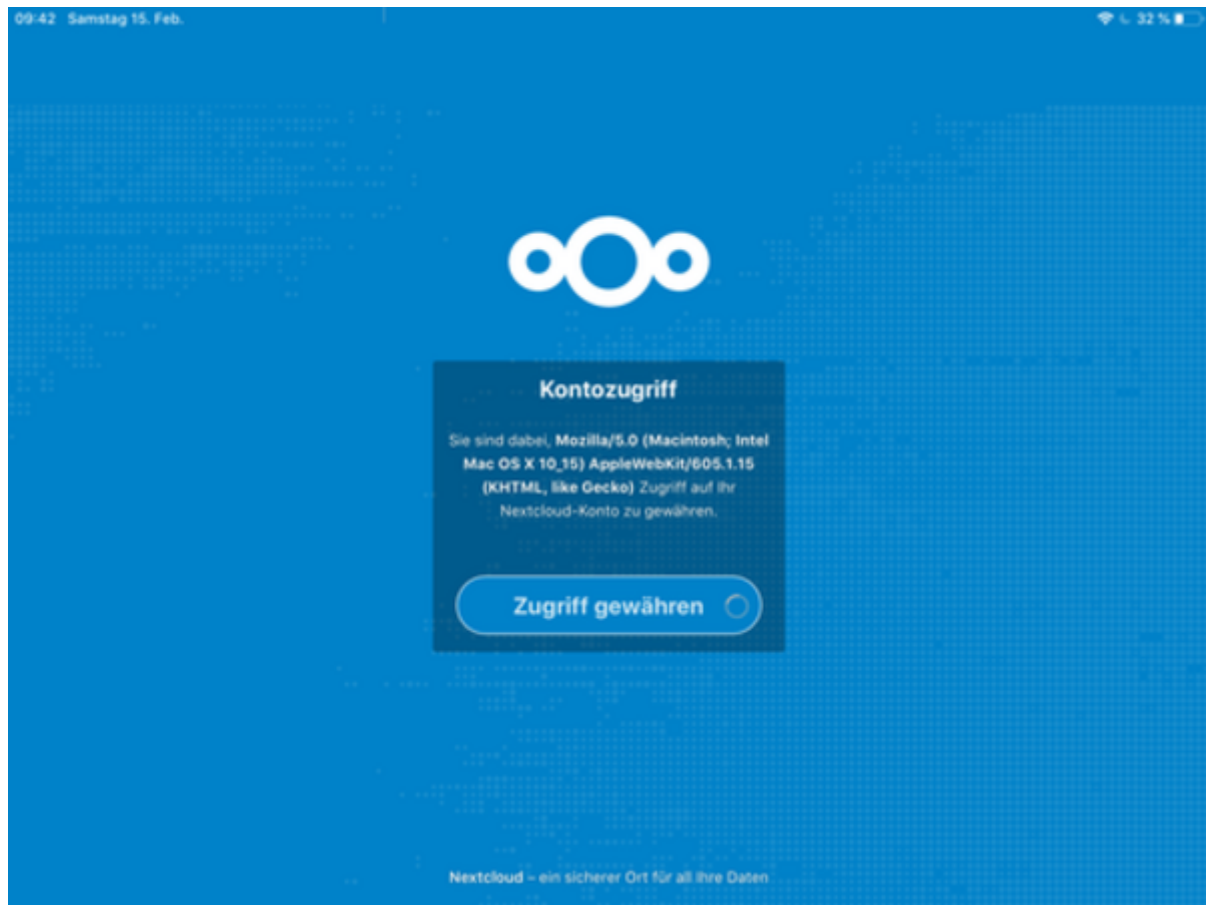 09:42 Samstag 15. Feb.
32 %
Kontozugriff
Sie sind dabei, Mozilla/5.0 (Macintosh; Intel
Mac OS X 10_15) AppleWebKit/605.1.15
(KHTML, like Gecko) Zugriff auf Ihr
Nextcloud-Konto zu gewähren.
Zugriff gewähren
Nextcloud – ein sicherer Ort für all Ihre Daten